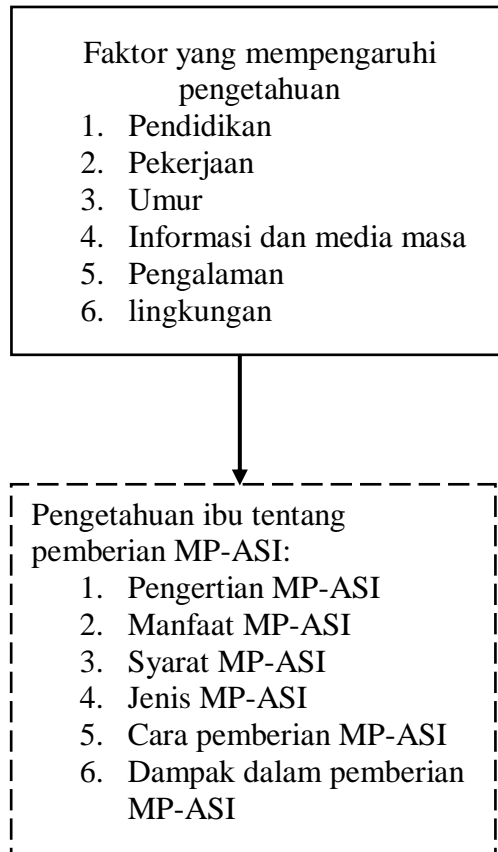 Faktor yang mempengaruhi
pengetahuan
1. Pendidikan
2. Pekerjaan
3. Umur
4. Informasi dan media masa
5. Pengalaman
6. lingkungan
Pengetahuan ibu tentang
pemberian MP-ASI:
1. Pengertian MP-ASI
2. Manfaat MP-ASI
3. Syarat MP-ASI
4. Jenis MP-ASI
5. Cara pemberian MP-ASI
6. Dampak dalam pemberian
MP-ASI